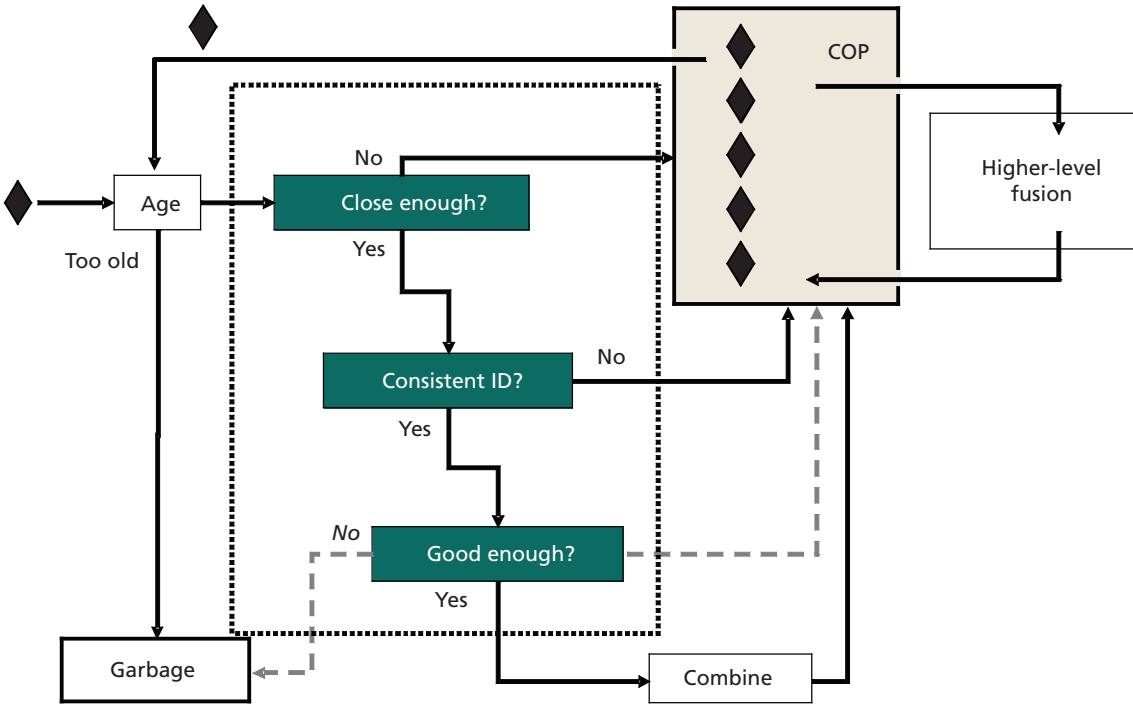 COP
No
Higher-level
fusion
Age
Close enough?
Too old
Yes
No
Consistent ID?
Yes
No
Good enough?
Yes
Garbage
Combine